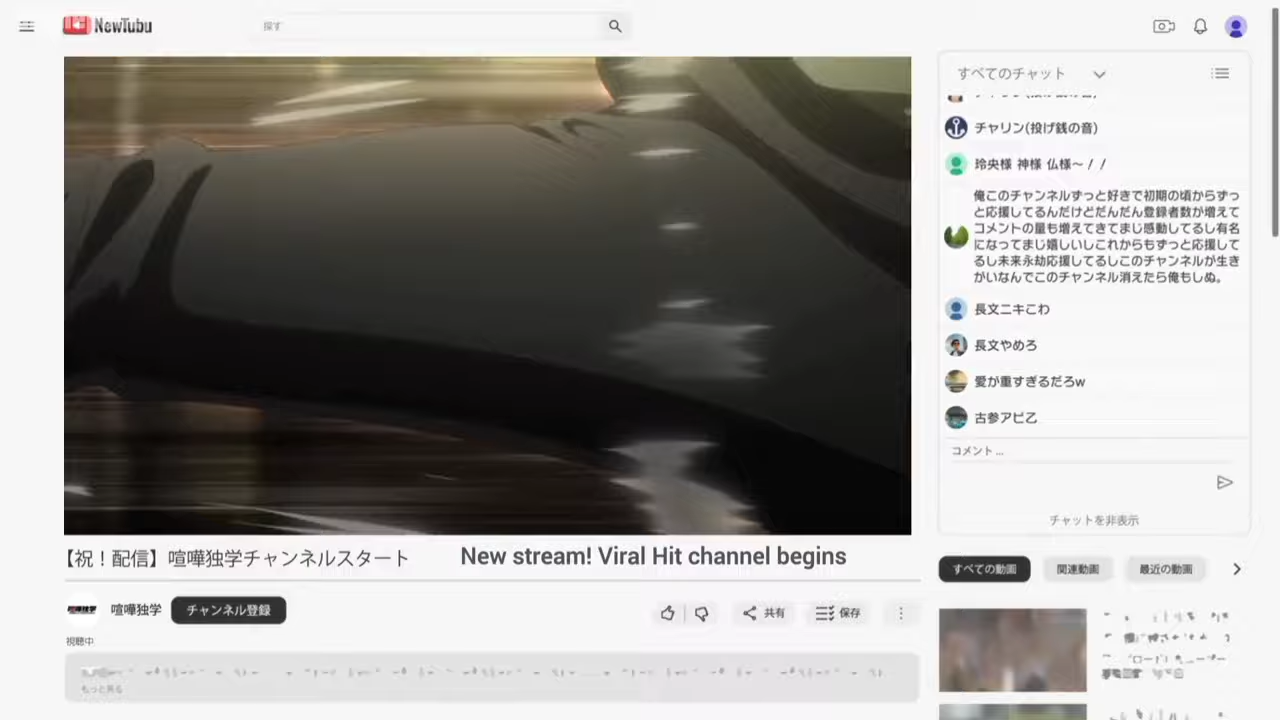 NewTubu
探す
すべてのチャット
チャリン(投げ銭の音)
玲央様 神様 仏様〜 / /
俺このチャンネルずっと好きで初期の頃からずっ
と応援してるんだけどだんだん登録者数が増えて
コメントの量も増えてきてまじ感動してるし有名
になってまじ嬉しいしこれからもずっと応援して
るし未来永劫応援してるしこのチャンネルが生き
がいなんでこのチャンネル消えたら俺もしぬ。
長文ニキこわ
長文やめろ
愛が重すぎるだろw
古参アピ乙
コメント ...
チャットを非表示
【祝！配信】喧嘩独学チャンネルスタート
New stream! Viral Hit channel begins
すべての動画
関連動画
最近の動画
喧嘩独学
喧嘩独学
チャンネル登録
共有
保存
視聴中
もっと見る